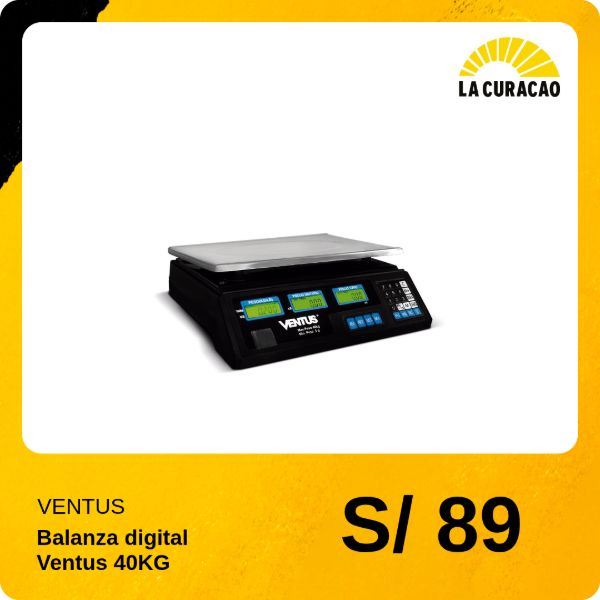 LA CURACAO
VENTUS
VENTUS
Balanza digital
Ventus 40KG
S/ 89